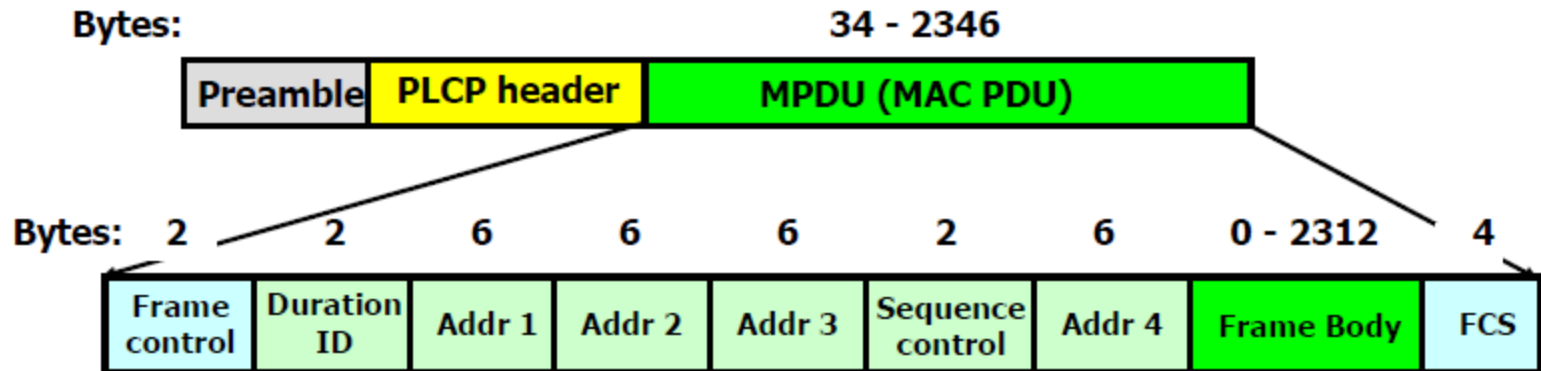 Bytes: 34 - 2346
Preamble PLCP header MPDU (MAC PDU)
Bytes: 2 2 6 6 6 2 6 0 - 2312 4
Frame control Duration ID Addr 1 Addr 2 Addr 3 Sequence control Addr 4 Frame Body FCS